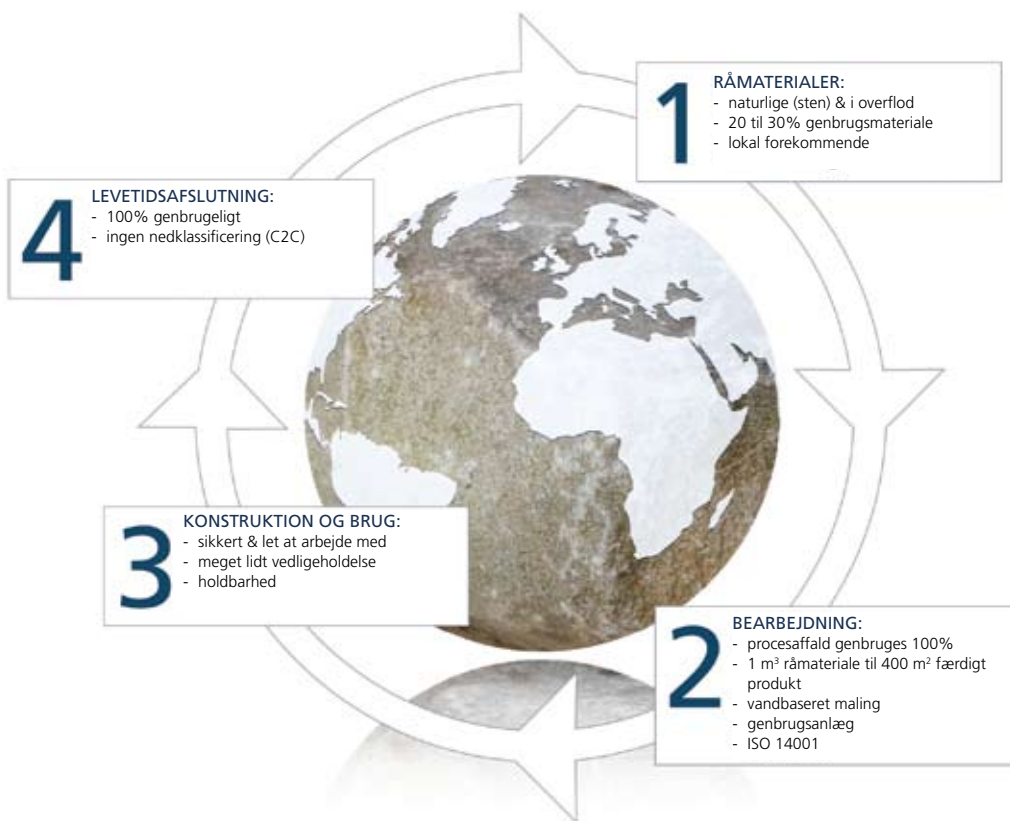 1
RÅMATERIALER:
- naturlige (sten) & i overflod
- 20 til 30% genbrugsmateriale
- lokal forekommende
2
BEARBEJDNING:
- procesaffald genbruges 100%
- 1 m³ råmateriale til 400 m² færdigt
produkt
- vandbaseret maling
- genbrugsanlæg
- ISO 14001
3
KONSTRUKTION OG BRUG:
- sikkert & let at arbejde med
- meget lidt vedligeholdelse
- holdbarhed
4
LEVETIDSAFSLUTNING:
- 100% genbrugeligt
- ingen nedklassificering (C2C)